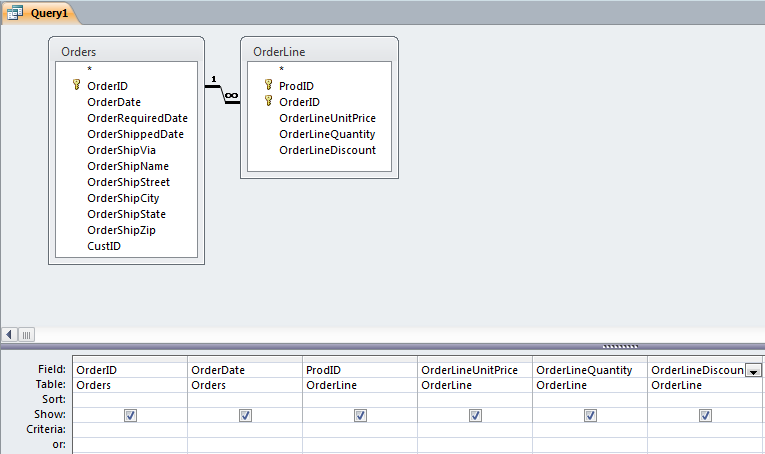 Query1
Orders
*
OrderID
OrderDate
OrderRequiredDate
OrderShippedDate
OrderShipVia
OrderShipName
OrderShipStreet
OrderShipCity
OrderShipState
OrderShipZip
CustID
1
∞
OrderLine
*
ProdID
OrderID
OrderLineUnitPrice
OrderLineQuantity
OrderLineDiscount
Field: OrderID OrderDate ProdID OrderLineUnitPrice OrderLineQuantity OrderLineDiscoun
Table: Orders Orders OrderLine OrderLine OrderLine OrderLine
Sort:
Show:
Criteria:
or: